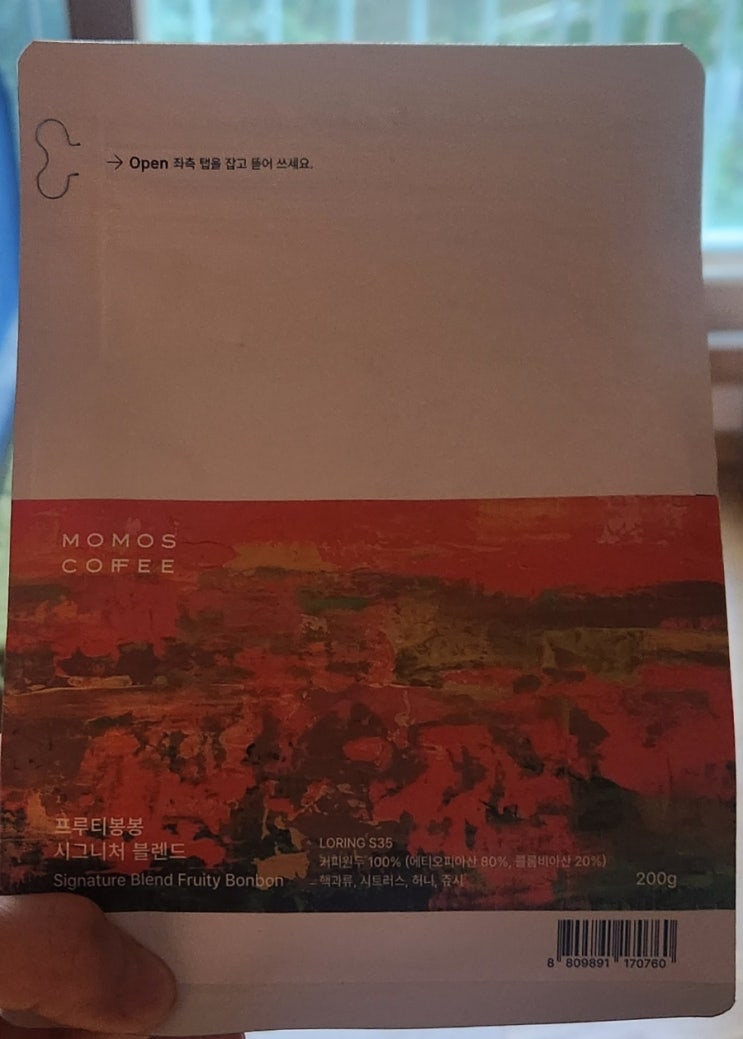 → Open 좌측 탭을 잡고 뜯어 쓰세요.
MOMOS
COFFEE
프루티봉봉
시그니처 블렌드
Signature Blend Fruity Bonbon
LORING S35
커피원두 100% (에티오피아산 80%, 콜롬비아산 20%)
핵과류, 시트러스, 허니, 쥬시
200g
8 809891 170760